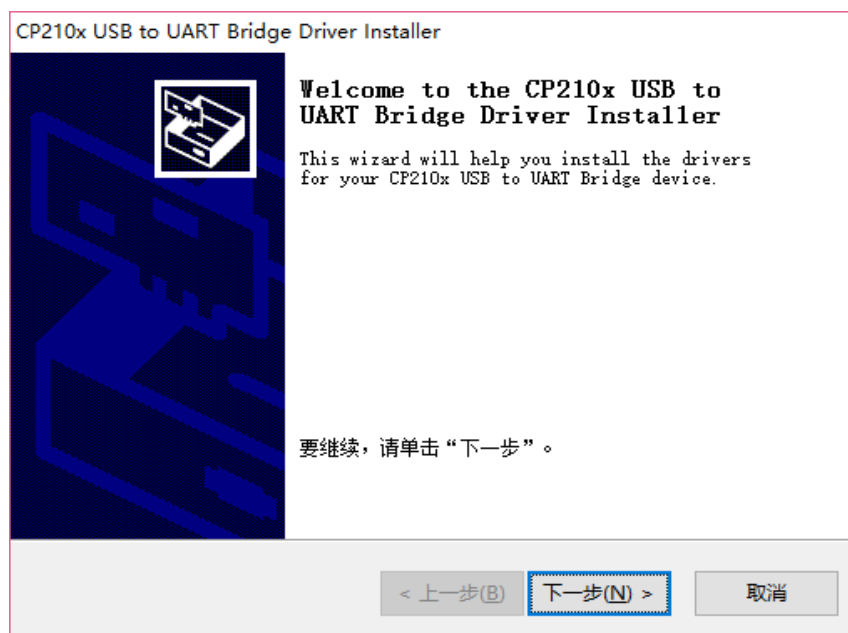 CP210x USB to UART Bridge Driver Installer
Welcome to the CP210x USB to
UART Bridge Driver Installer
This wizard will help you install the drivers
for your CP210x USB to UART Bridge device.
要继续，请单击“下一步”。
< 上一步(B)
下一步(N) >
取消